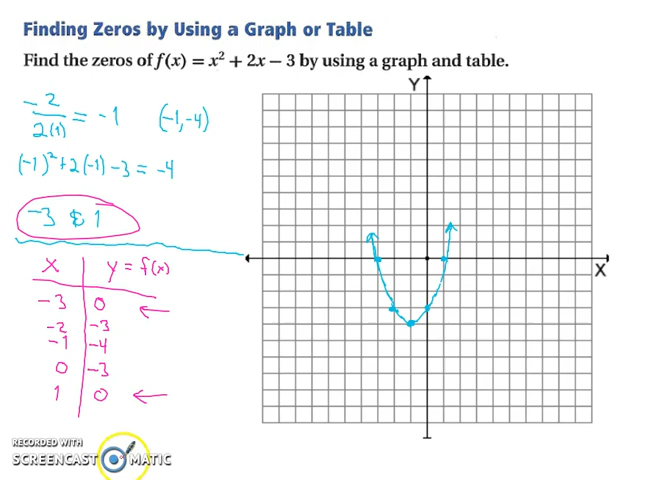 Finding Zeros by Using a Graph or Table
Find the zeros of f(x) = x² + 2x − 3 by using a graph and table.
Y
-2/2(1) = -1 (-1,-4)
(-1)² + 2(-1) - 3 = -4
-3 & 1
X
x y = f(x)
-3 0 ←
-2 -3
-1 -4
0 -3
1 0 ←
RECORDED WITH
SCREENCAST MATIC